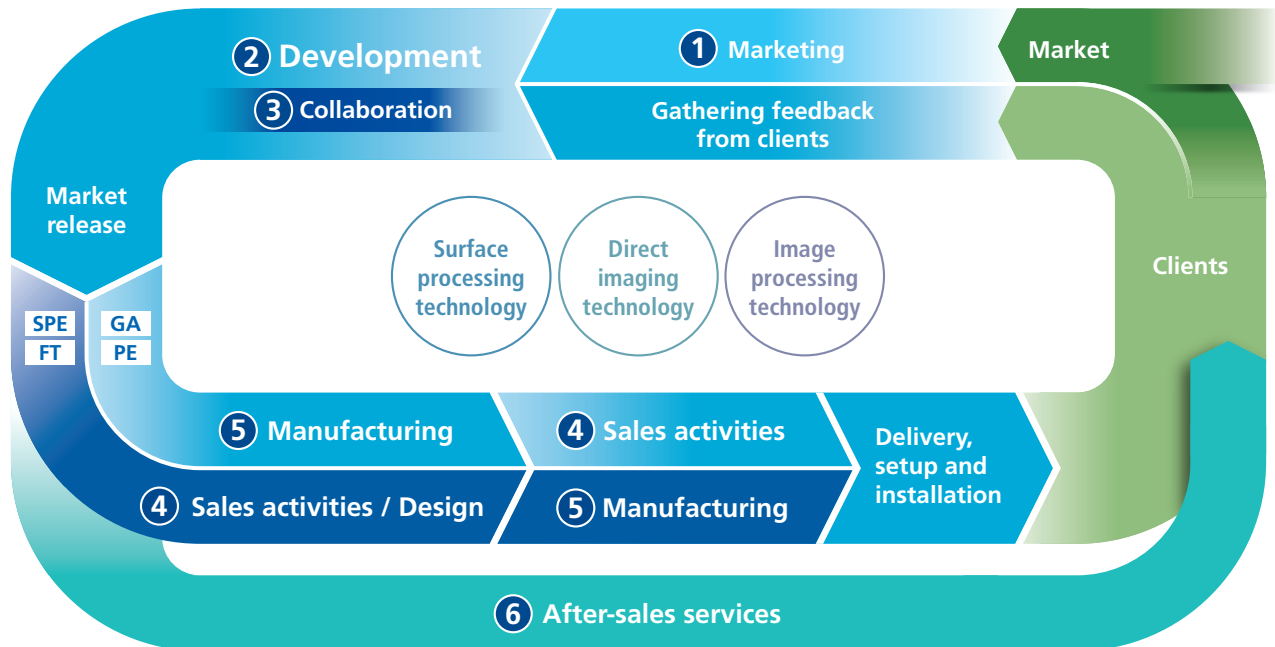 2 Development
3 Collaboration
1 Marketing
Gathering feedback
from clients
Market
Market
release
Surface
processing
technology
Direct
imaging
technology
Image
processing
technology
Clients
SPE
FT
GA
PE
5 Manufacturing
4 Sales activities
4 Sales activities / Design
5 Manufacturing
Delivery,
setup and
installation
6 After-sales services